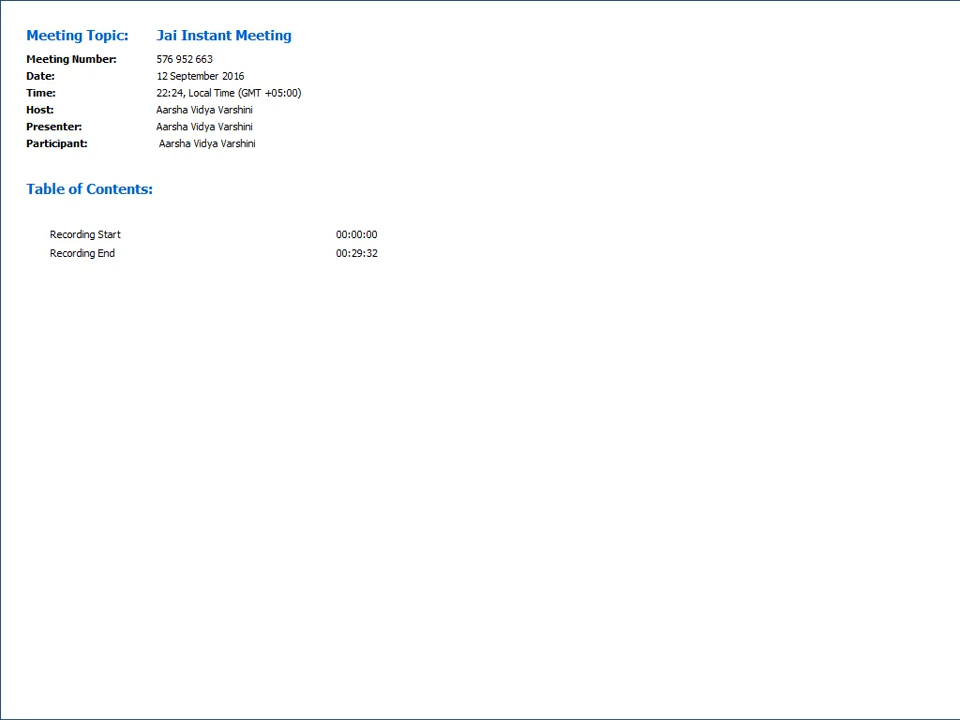 Meeting Topic: Jai Instant Meeting
Meeting Number: 576 952 663
Date: 12 September 2016
Time: 22:24, Local Time (GMT +05:00)
Host: Aarsha Vidya Varshini
Presenter: Aarsha Vidya Varshini
Participant: Aarsha Vidya Varshini
Table of Contents:
Recording Start 00:00:00
Recording End 00:29:32